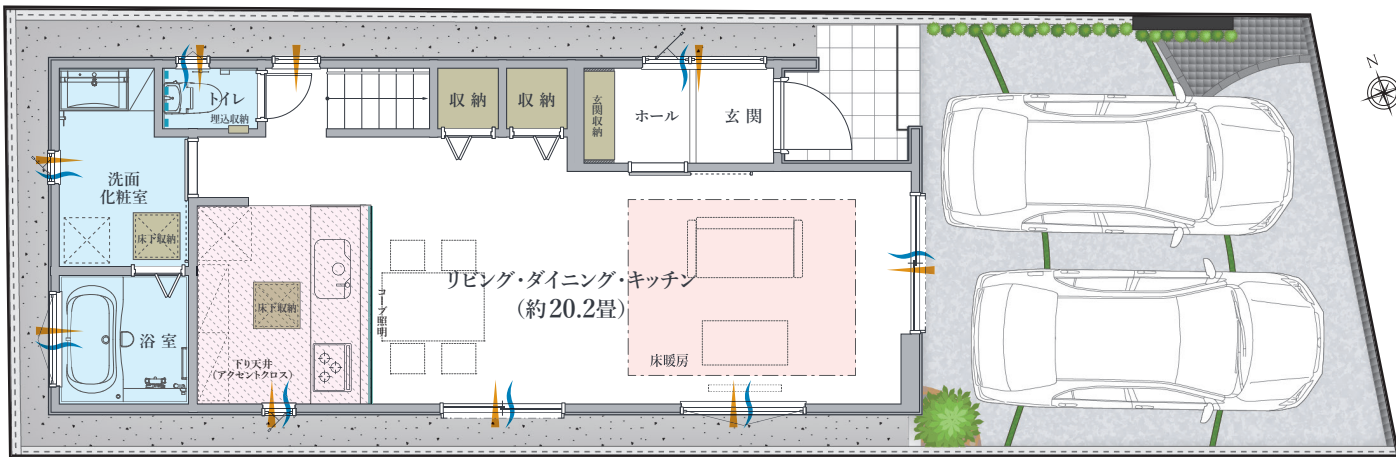 トイレ
埋込収納
収納
収納
玄関収納
ホール
玄関
N
洗面
化粧室
床下収納
リビング・ダイニング・キッチン
(約20.2畳)
床下収納
コーブ照明
浴室
下り天井
(アクセントクロス)
床暖房